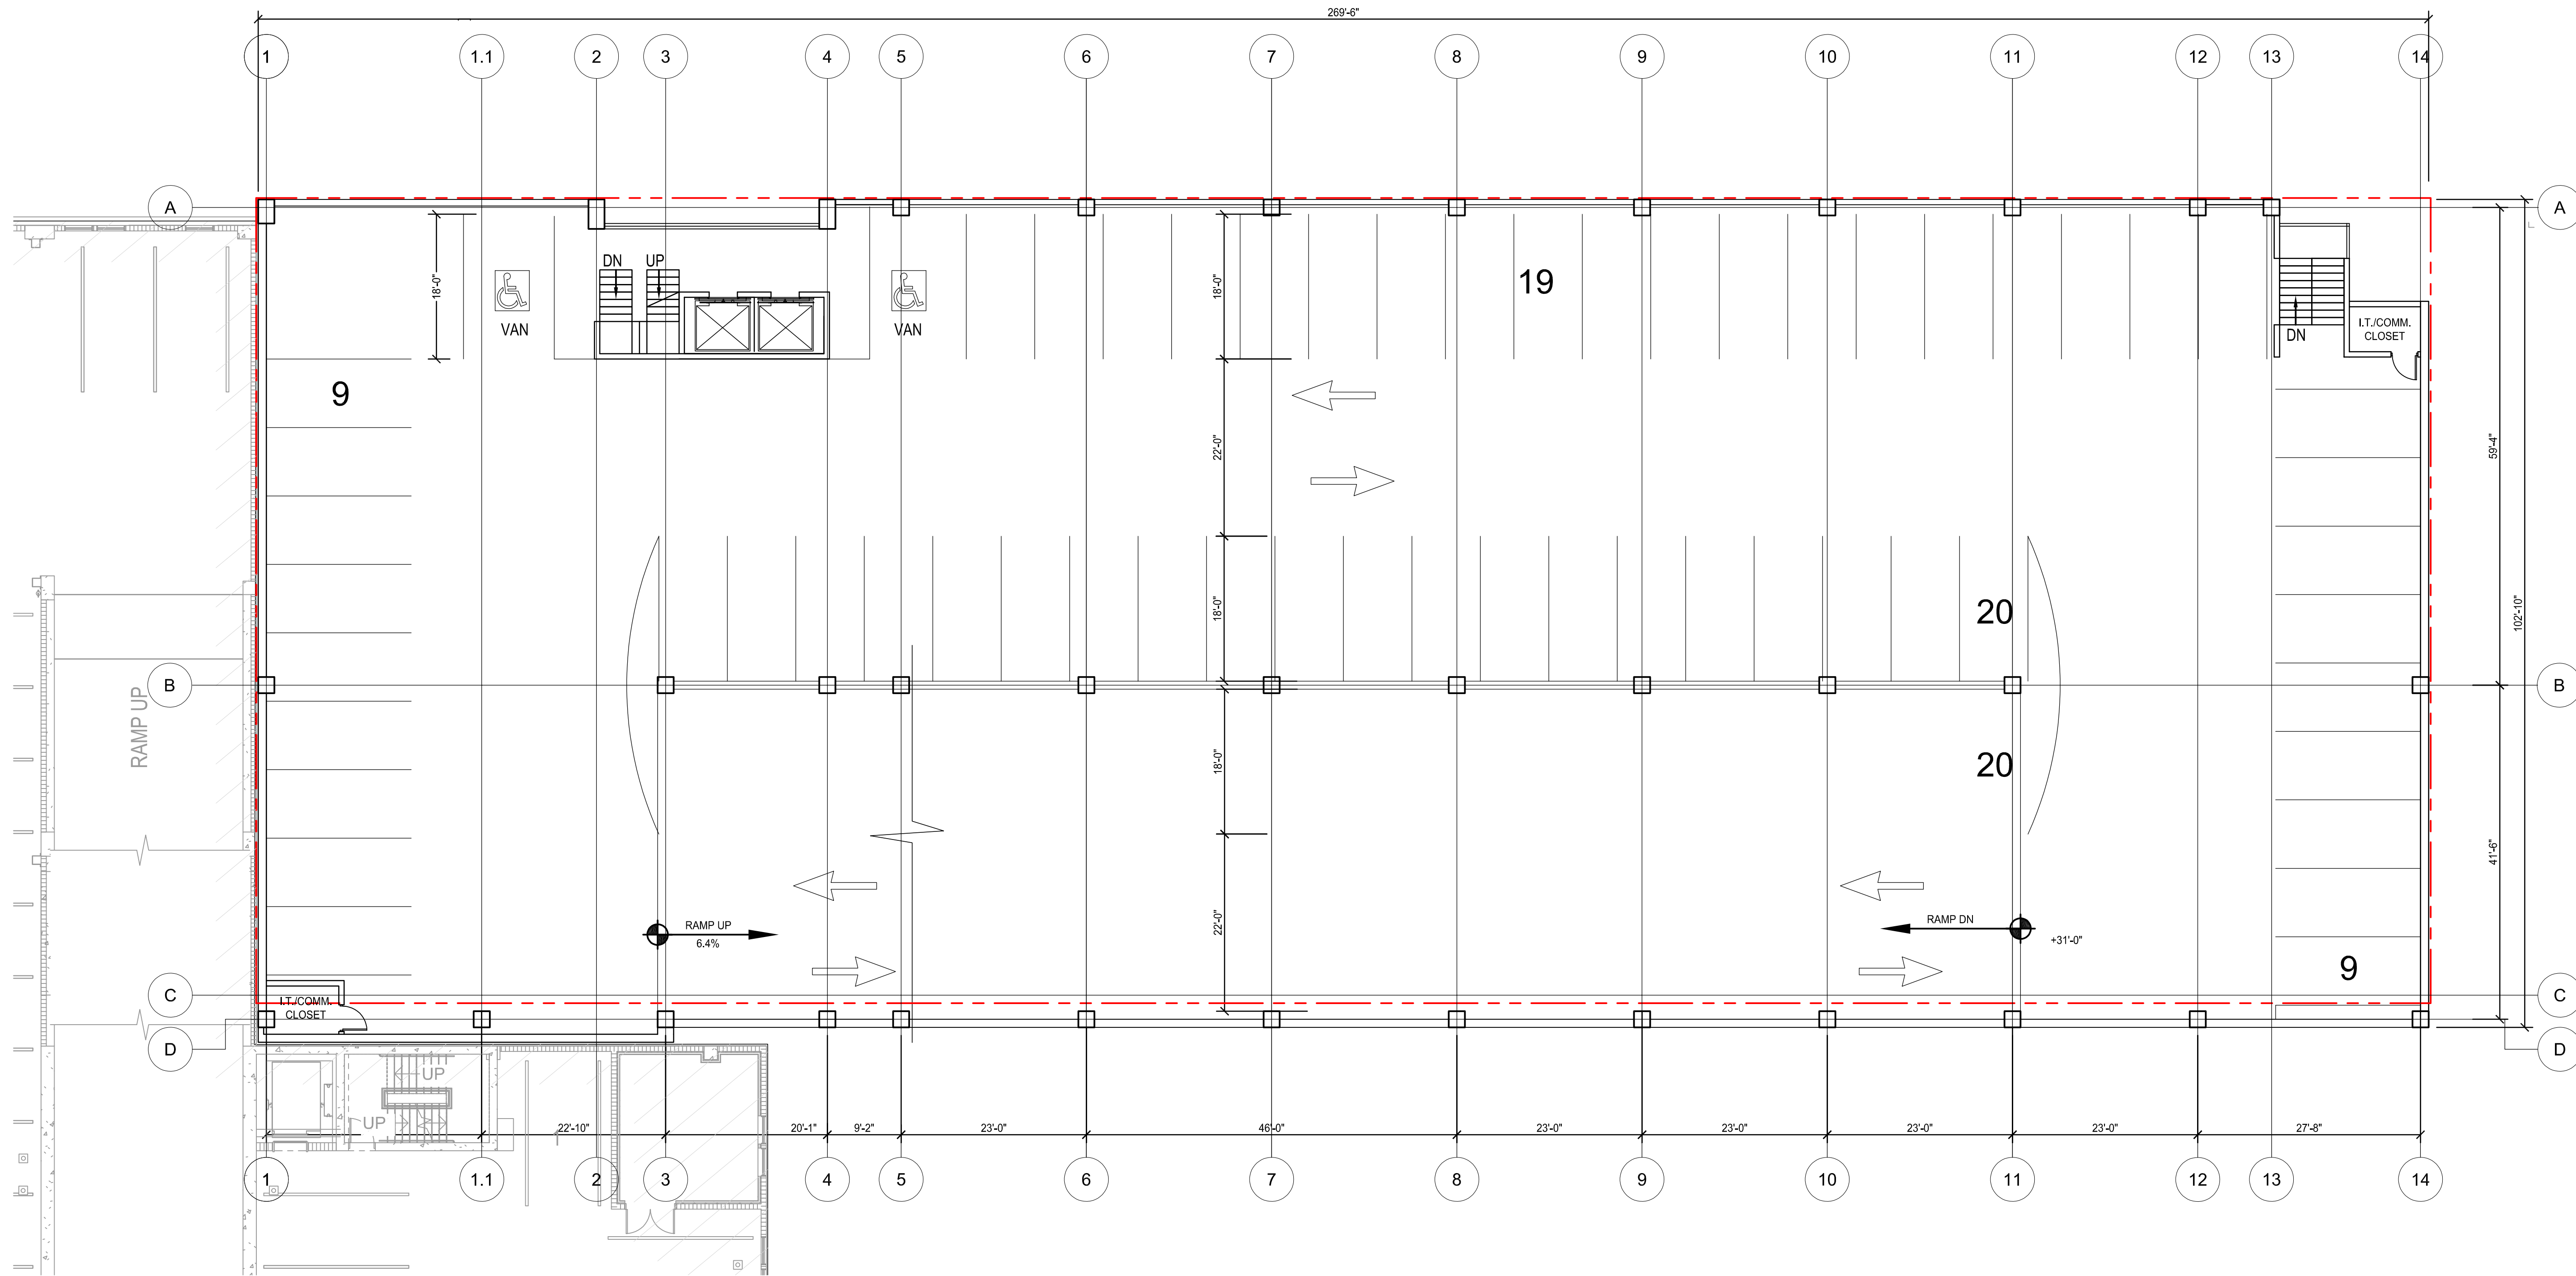 269'-6"
1 1.1 2 3 4 5 6 7 8 9 10 11 12 13 14
A A
DN UP
18'-0" 18'-0"
19
VAN VAN
I.T./COMM.
CLOSET
DN
9
22'-0"
59'-4"
18'-0"
20
102'-10"
B B
RAMP UP
18'-0"
20
41'-6"
RAMP UP
6.4%
22'-0"
RAMP DN
+31'-0"
9
C C
I.T./COMM.
CLOSET
D D
UP
UP
22'-10" 20'-1" 9'-2" 23'-0" 46'-0" 23'-0" 23'-0" 23'-0" 23'-0" 27'-8"
1 1.1 2 3 4 5 6 7 8 9 10 11 12 13 14